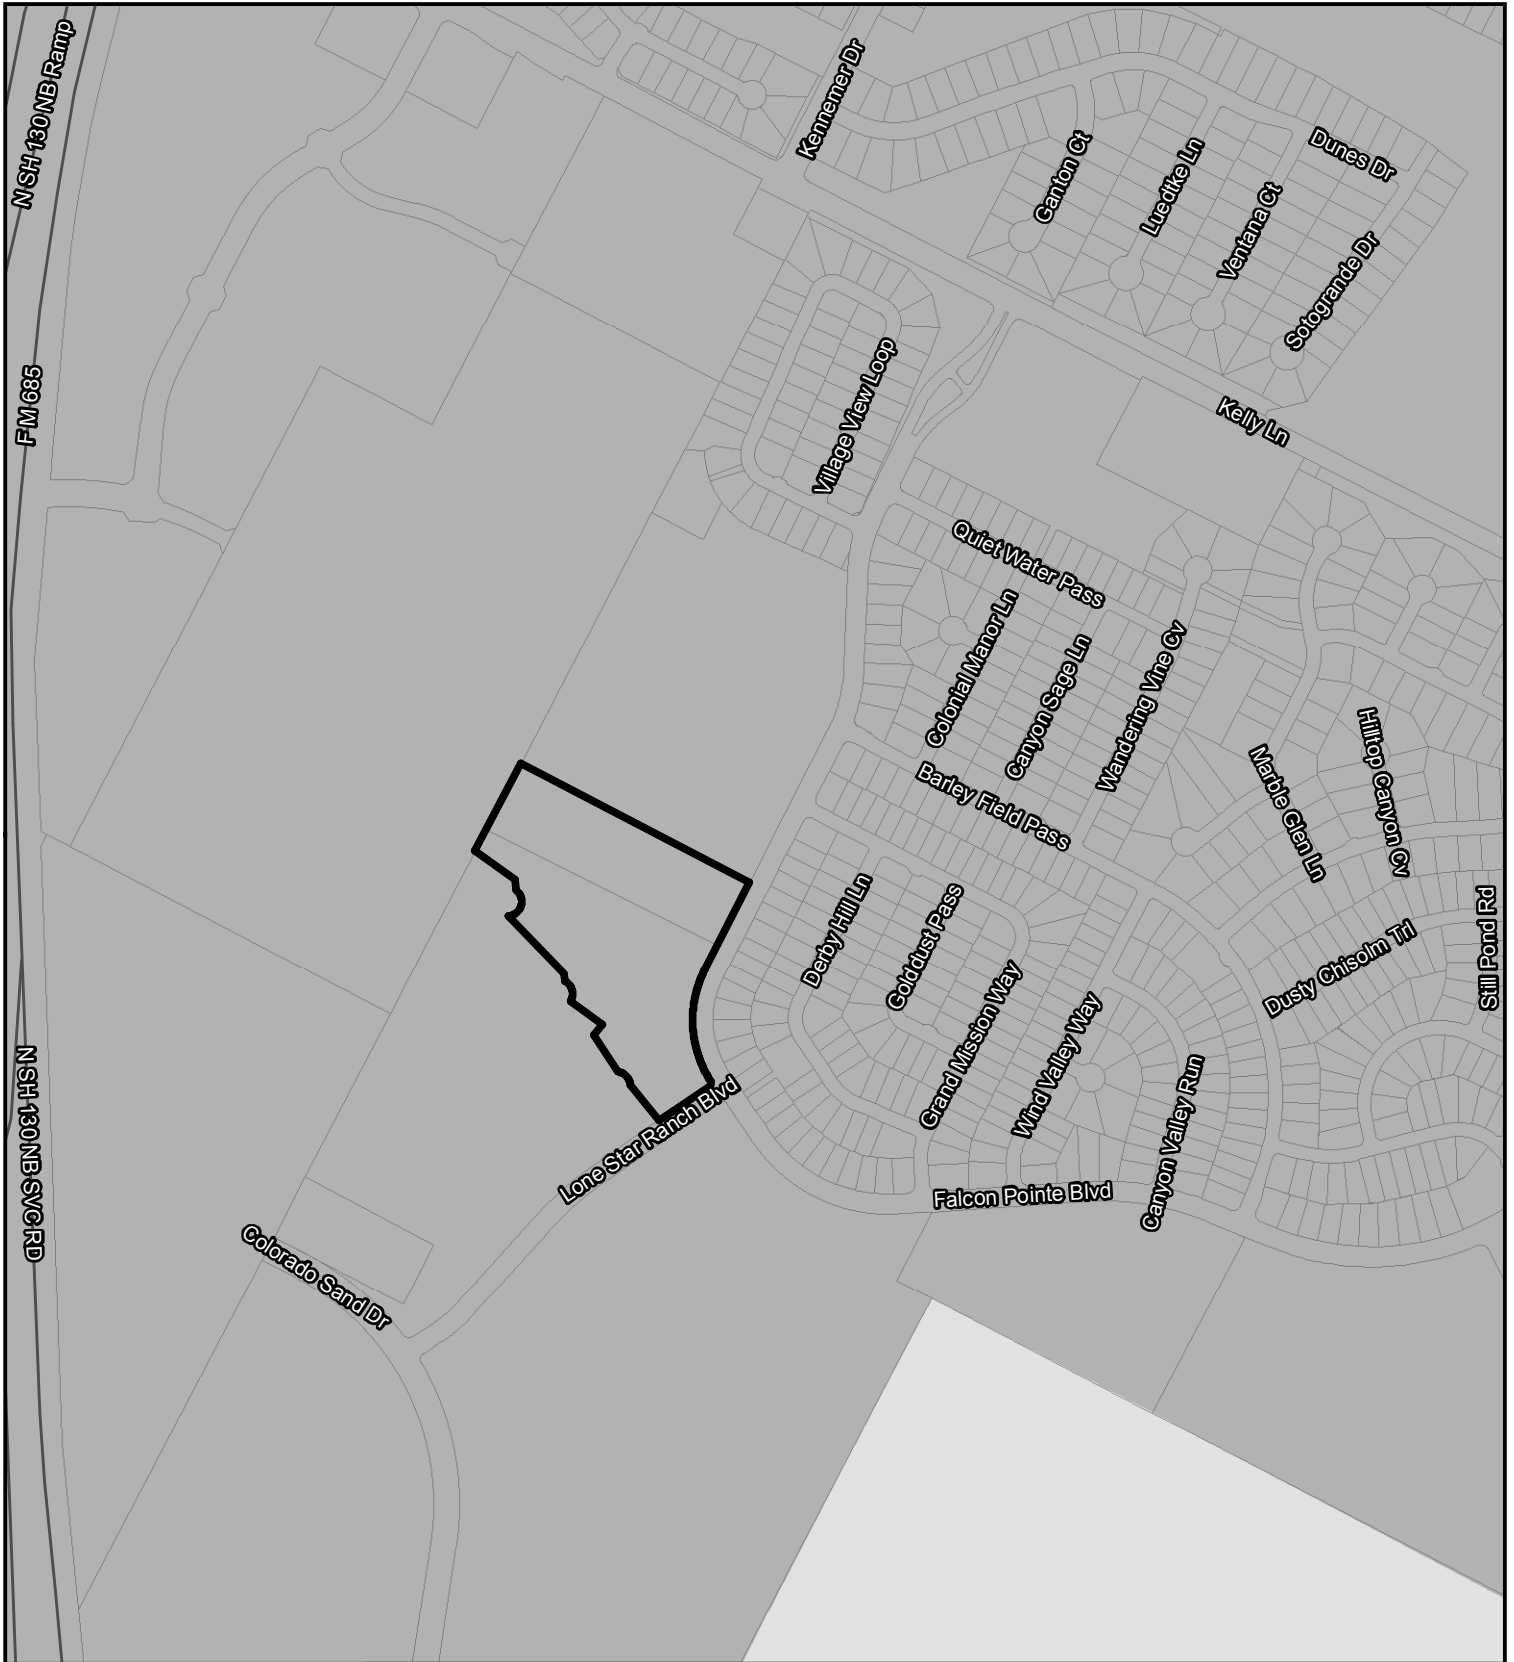 N SH 130 NB Ramp
Kennemer Dr
Ganton Ct
Luedtke Ln
Ventana Ct
Dunes Dr
Sotogrande Dr
FM 685
Village View Loop
Kelly Ln
Quiet Water Pass
Colonial Manor Ln
Canyon Sage Ln
Wandering Vine Cv
Barley Field Pass
Marble Glen Ln
Hilltop Canyon Cv
Derby Hill Ln
Golddust Pass
Grand Mission Way
Wind Valley Way
Dusty Chisolm Trl
Still Pond Rd
Canyon Valley Run
N SH 130 NB SVC RD
Lone Star Ranch Blvd
Falcon Pointe Blvd
Colorado Sand Dr